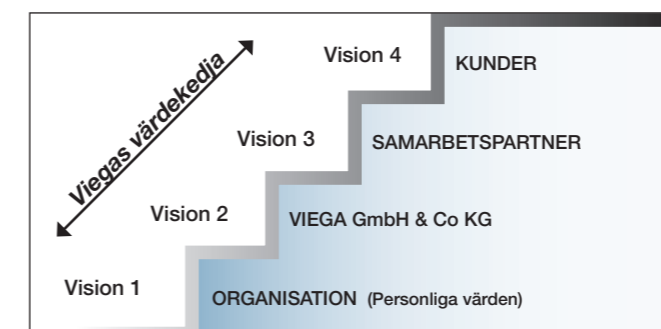 Vision 4
KUNDER
Viegas värdekedja
Vision 3
SAMARBETSPARTNER
Vision 2
VIEGA GmbH & Co KG
Vision 1
ORGANISATION (Personliga värden)